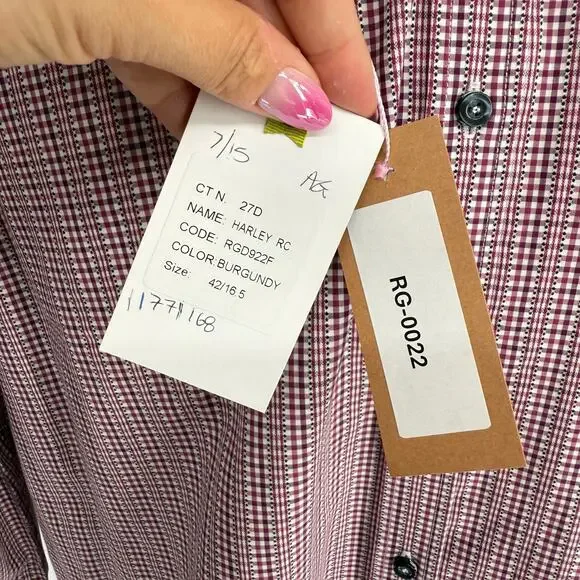 7/15
AG
CT N. 27D
NAME: HARLEY RC
CODE: RGD922F
COLOR BURGUNDY
Size: 42/16.5
11771168
RG-0022